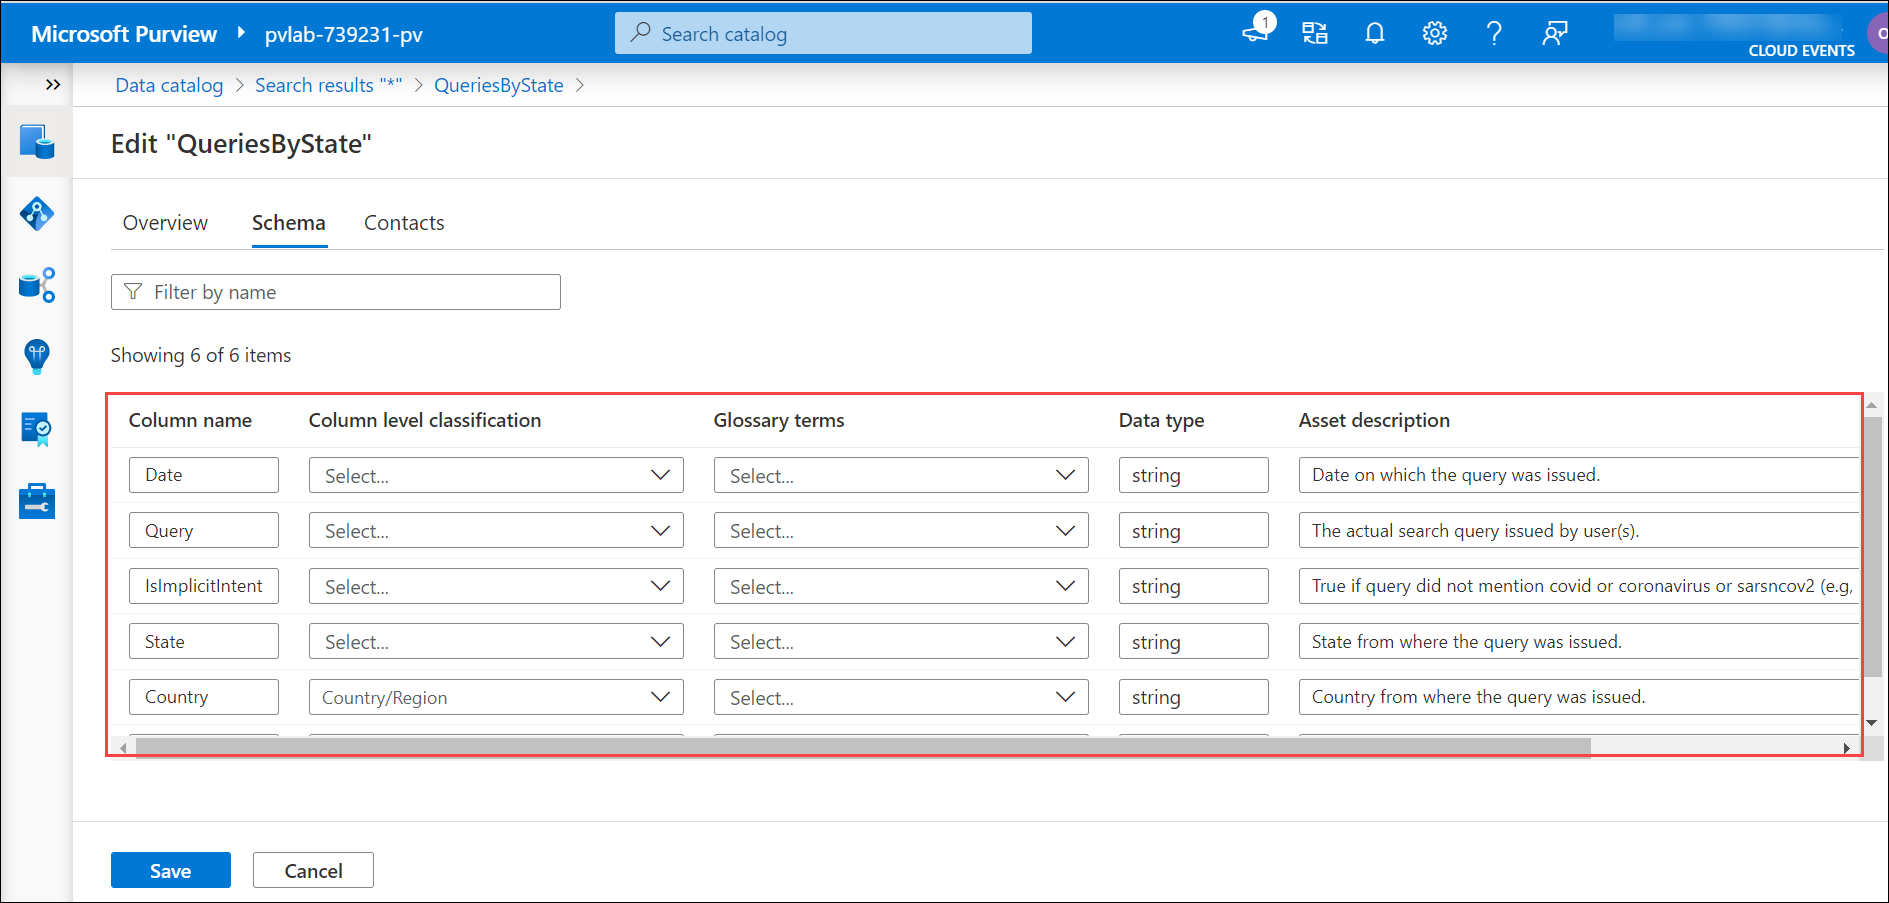 Microsoft Purview pvlab-739231-pv Search catalog 1
CLOUD EVENTS
Data catalog > Search results "*" > QueriesByState >
Edit "QueriesByState"
Overview Schema Contacts
Filter by name
Showing 6 of 6 items
Column name Column level classification Glossary terms Data type Asset description
Date Select... Select... string Date on which the query was issued.
Query Select... Select... string The actual search query issued by user(s).
IsImplicitIntent Select... Select... string True if query did not mention covid or coronavirus or sarsncov2 (e.g,
State Select... Select... string State from where the query was issued.
Country Country/Region Select... string Country from where the query was issued.
Save Cancel